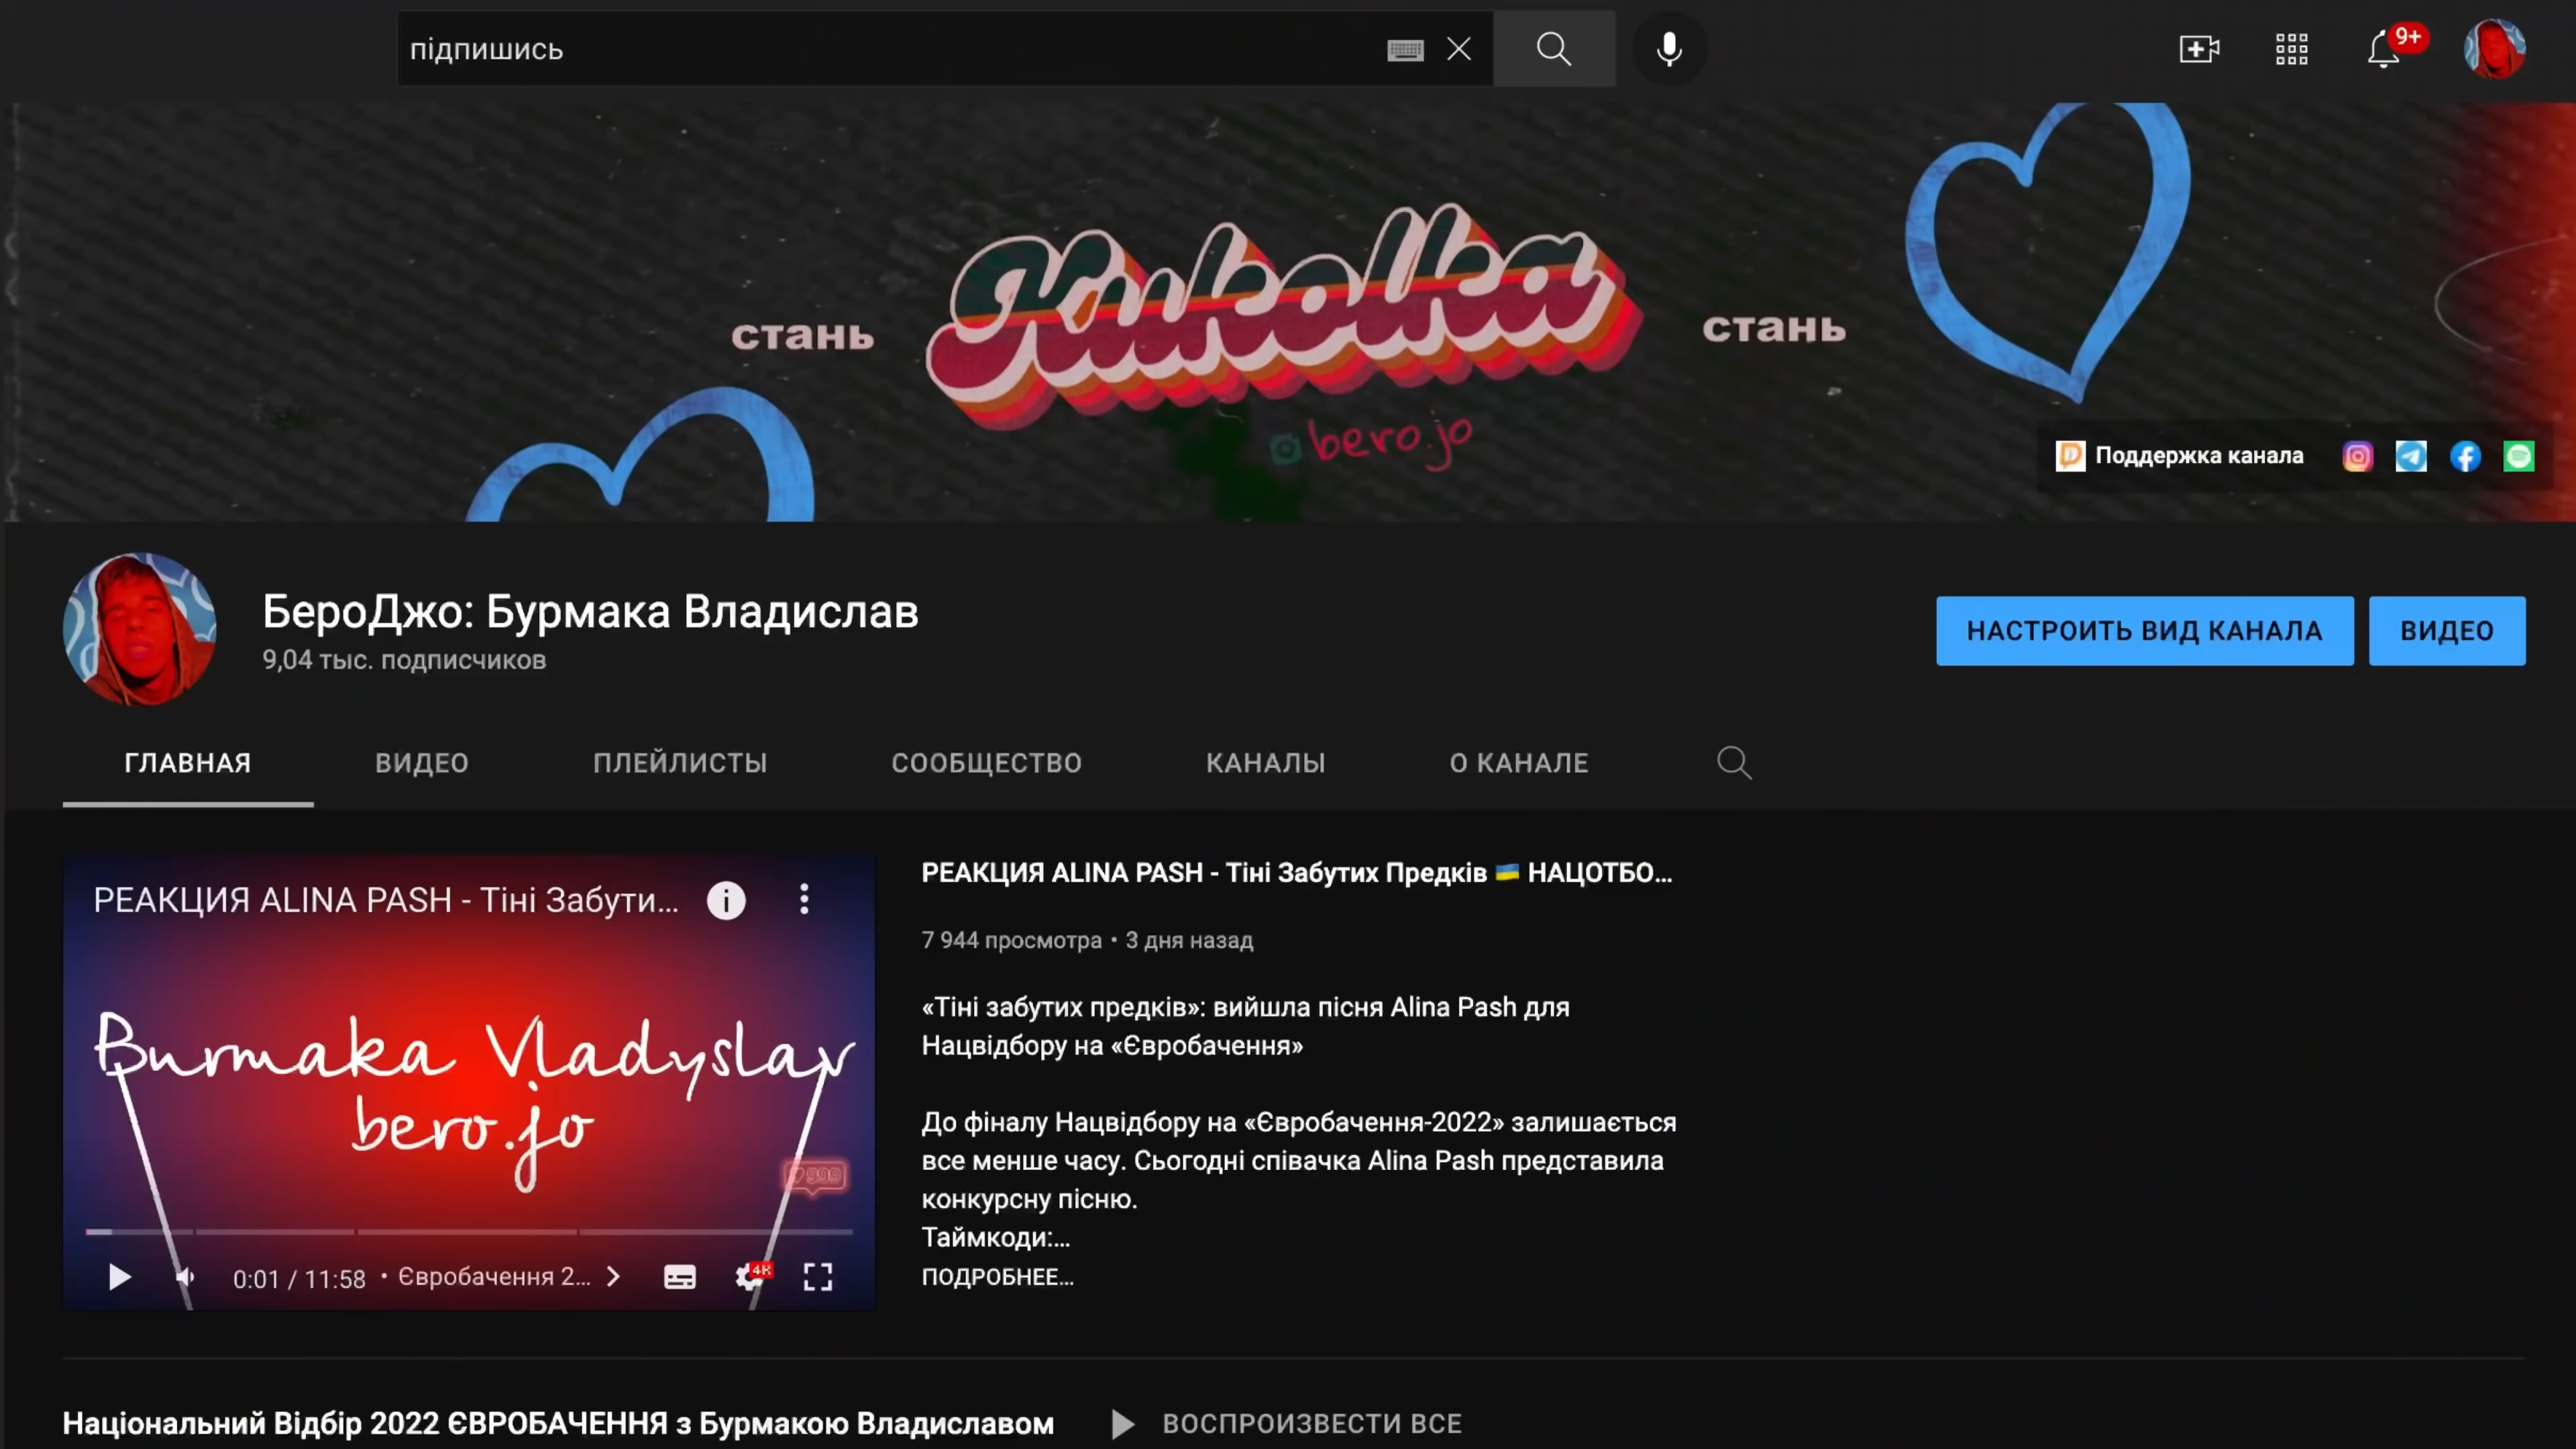 підпишись
9+
стань
Kukolka
стань
bero.jo
Поддержка канала
БероДжо: Бурмака Владислав
9,04 тыс. подписчиков
НАСТРОИТЬ ВИД КАНАЛА
ВИДЕО
ГЛАВНАЯ
ВИДЕО
ПЛЕЙЛИСТЫ
СООБЩЕСТВО
КАНАЛЫ
О КАНАЛЕ
РЕАКЦИЯ ALINA PASH - Тіні Забути...
Burmaka Vladyslav
bero.jo
999
0:01 / 11:58 • Євробачення 2...
4K
РЕАКЦИЯ ALINA PASH - Тіні Забутих Предків 🇺🇦 НАЦОТБО...
7 944 просмотра • 3 дня назад
«Тіні забутих предків»: вийшла пісня Alina Pash для
Нацвідбору на «Євробачення»
До фіналу Нацвідбору на «Євробачення-2022» залишається
все менше часу. Сьогодні співачка Alina Pash представила
конкурсну пісню.
Таймкоди:...
ПОДРОБНЕЕ...
Національний Відбір 2022 ЄВРОБАЧЕННЯ з Бурмакою Владиславом
ВОСПРОИЗВЕСТИ ВСЕ